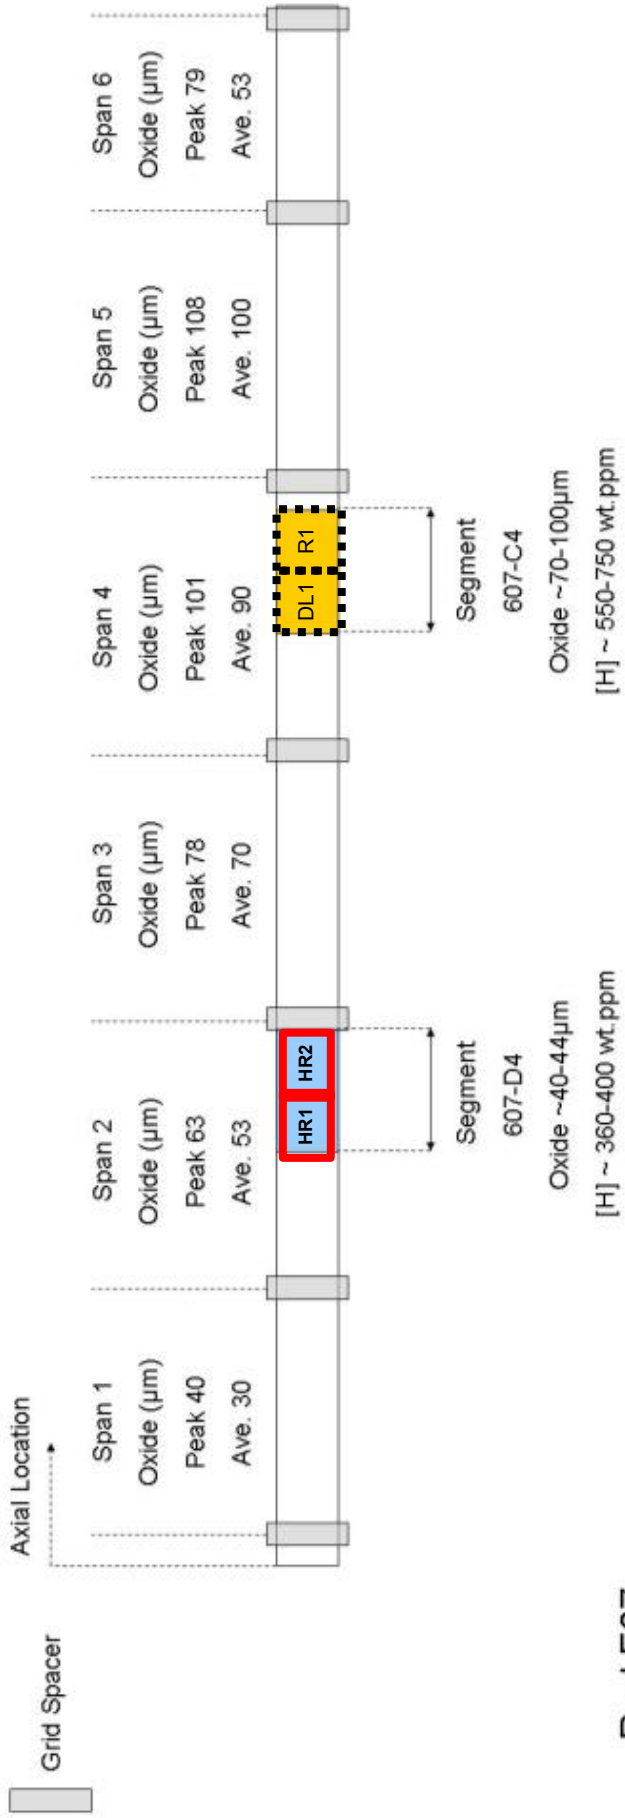 Grid Spacer
Axial Location
Span 1
Oxide (µm)
Peak 40
Ave. 30
Span 2
Oxide (µm)
Peak 63
Ave. 53
Span 3
Oxide (µm)
Peak 78
Ave. 70
Span 4
Oxide (µm)
Peak 101
Ave. 90
Span 5
Oxide (µm)
Peak 108
Ave. 100
Span 6
Oxide (µm)
Peak 79
Ave. 53
HR1
HR2
DL1
R1
Segment
607-D4
Oxide ~40-44µm
[H] ~ 360-400 wt.ppm
Segment
607-C4
Oxide ~70-100µm
[H] ~ 550-750 wt.ppm